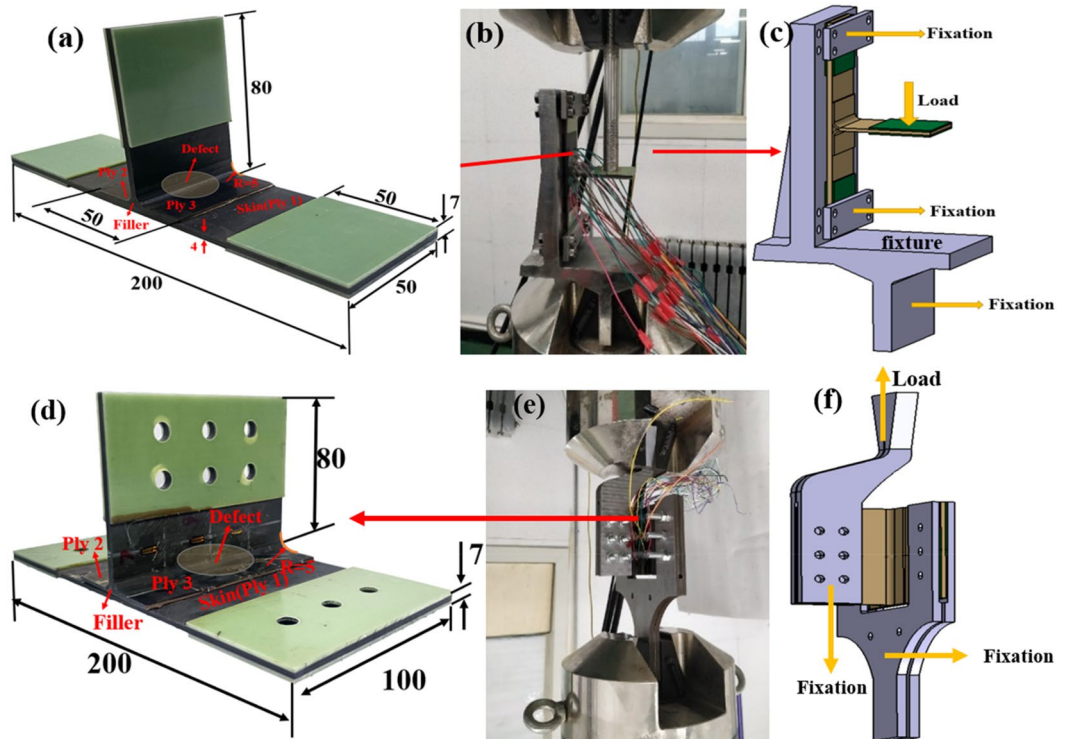 (a)
80
Defect
Ply 2
R=5
Ply 3
Skin(Ply 1)
Filler
50
4
200
50
7
50
(b)
(c)
Fixation
Load
Fixation
fixture
Fixation
(d)
80
Defect
Ply 2
R=5
Ply 3
Skin(Ply 1)
Filler
7
200
100
(e)
(f)
Load
Fixation
Fixation